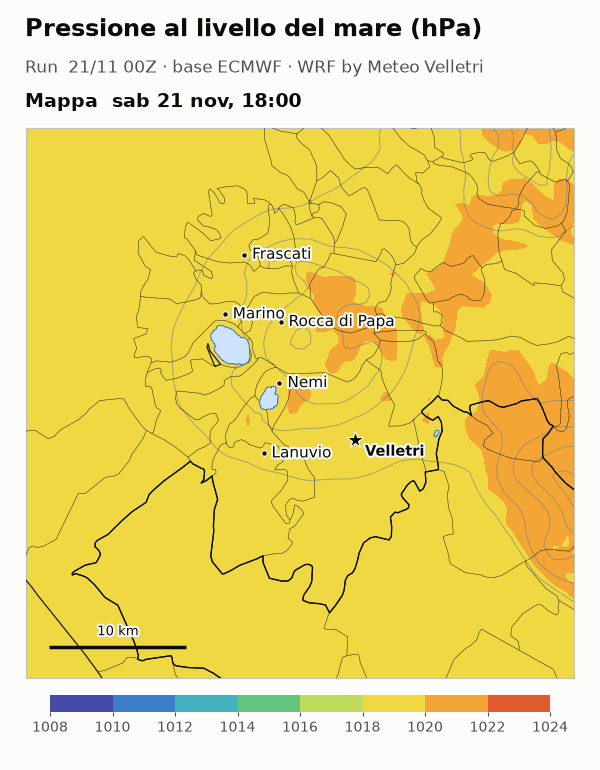 Pressione al livello del mare (hPa)
Run  21/11 00Z · base ECMWF · WRF by Meteo Velletri
Mappa  sab 21 nov, 18:00
Frascati
Marino
Rocca di Papa
Nemi
Velletri
Lanuvio
10 km
1008 1010 1012 1014 1016 1018 1020 1022 1024